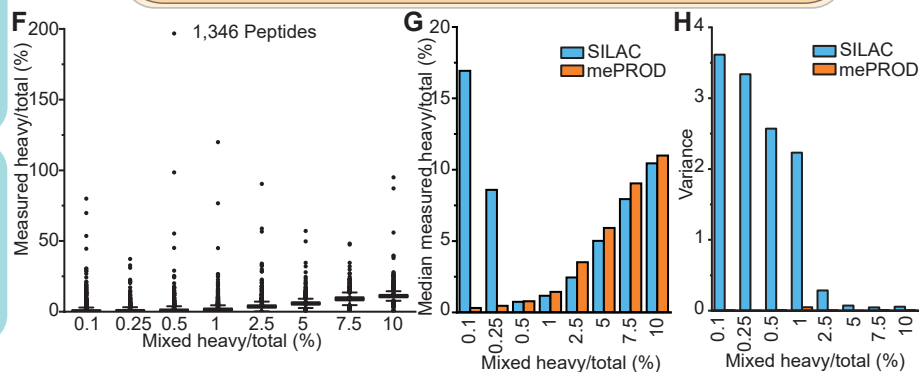 F
Measured heavy/total (%)
200
150
100
50
0
1,346 Peptides
0.1 0.25 0.5 1 2.5 5 7.5 10
Mixed heavy/total (%)
G
Median measured heavy/total (%)
20
15
10
5
0
SILAC
mePROD
0.1 0.25 0.5 1 2.5 5 7.5 10
Mixed heavy/total (%)
H
Variance
4
3
2
1
0
SILAC
mePROD
0.1 0.25 0.5 1 2.5 5 7.5 10
Mixed heavy/total (%)